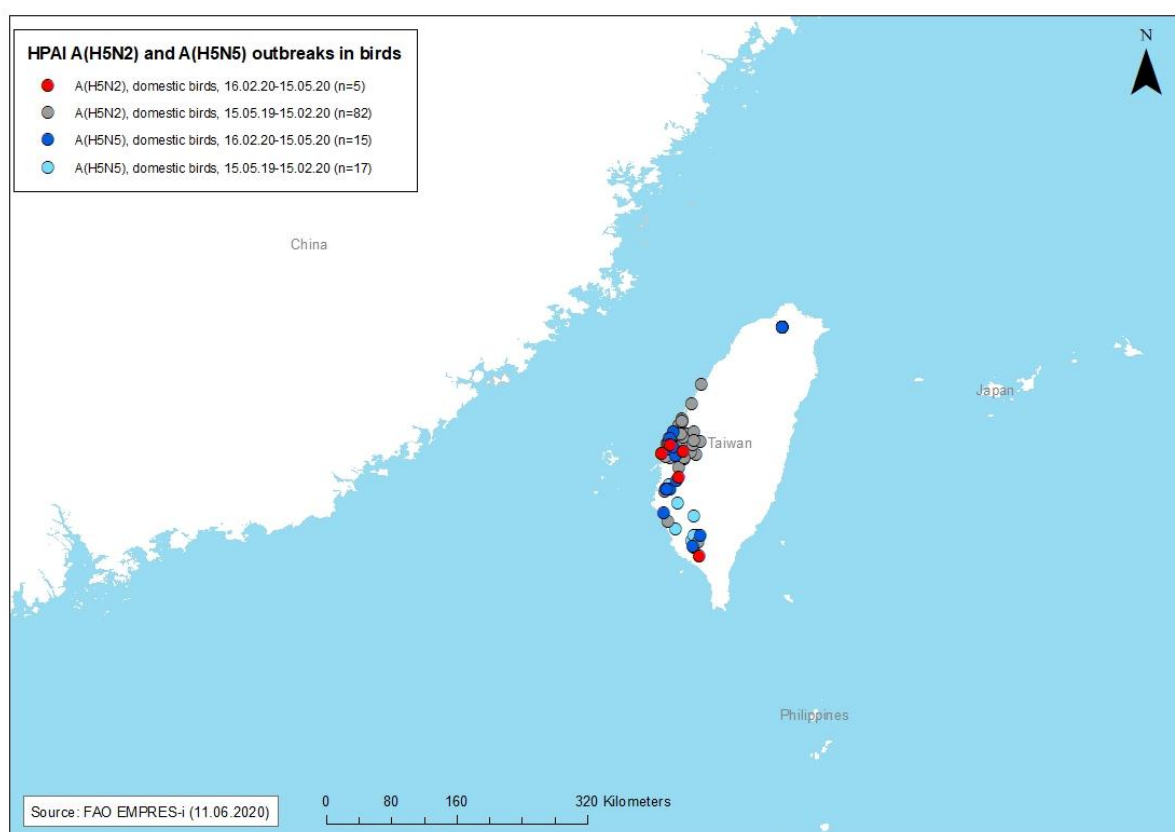 HPAI A(H5N2) and A(H5N5) outbreaks in birds
A(H5N2), domestic birds, 16.02.20-15.05.20 (n=5)
A(H5N2), domestic birds, 15.05.19-15.02.20 (n=82)
A(H5N5), domestic birds, 16.02.20-15.05.20 (n=15)
A(H5N5), domestic birds, 15.05.19-15.02.20 (n=17)
N
China
Japan
Taiwan
Philippines
Source: FAO EMPRES-i (11.06.2020)
0 80 160 320 Kilometers